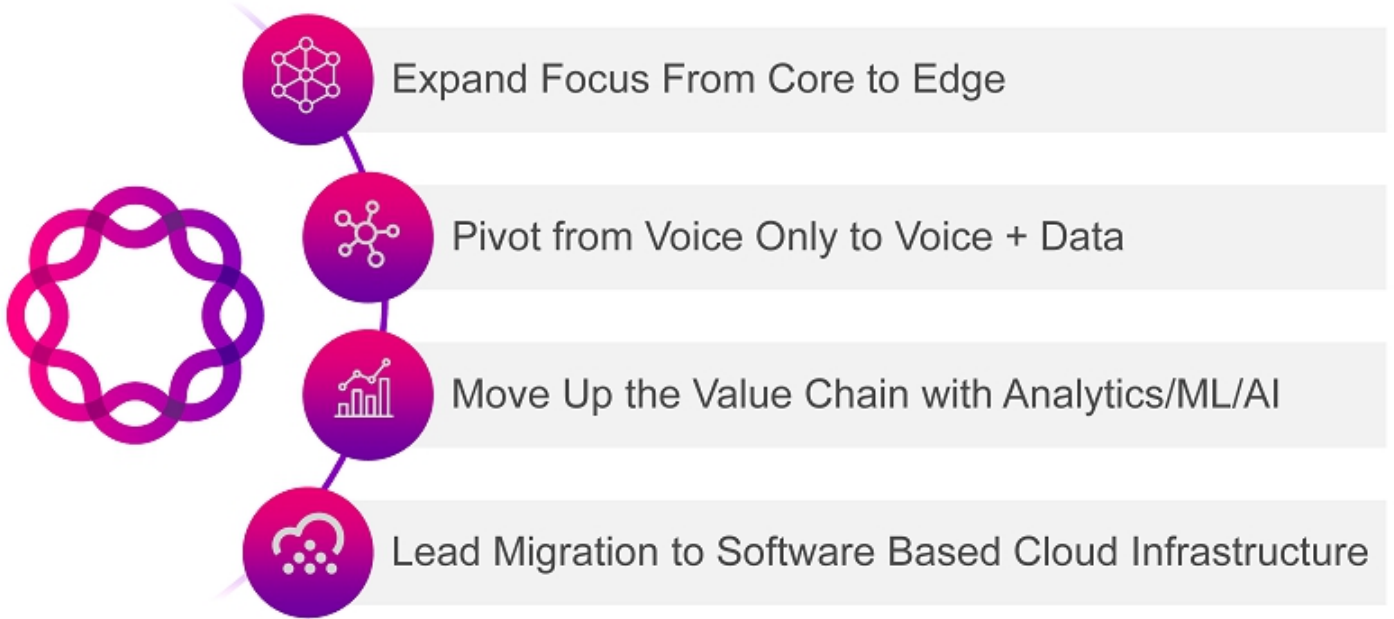 Expand Focus From Core to Edge
Pivot from Voice Only to Voice + Data
Move Up the Value Chain with Analytics/ML/AI
Lead Migration to Software Based Cloud Infrastructure